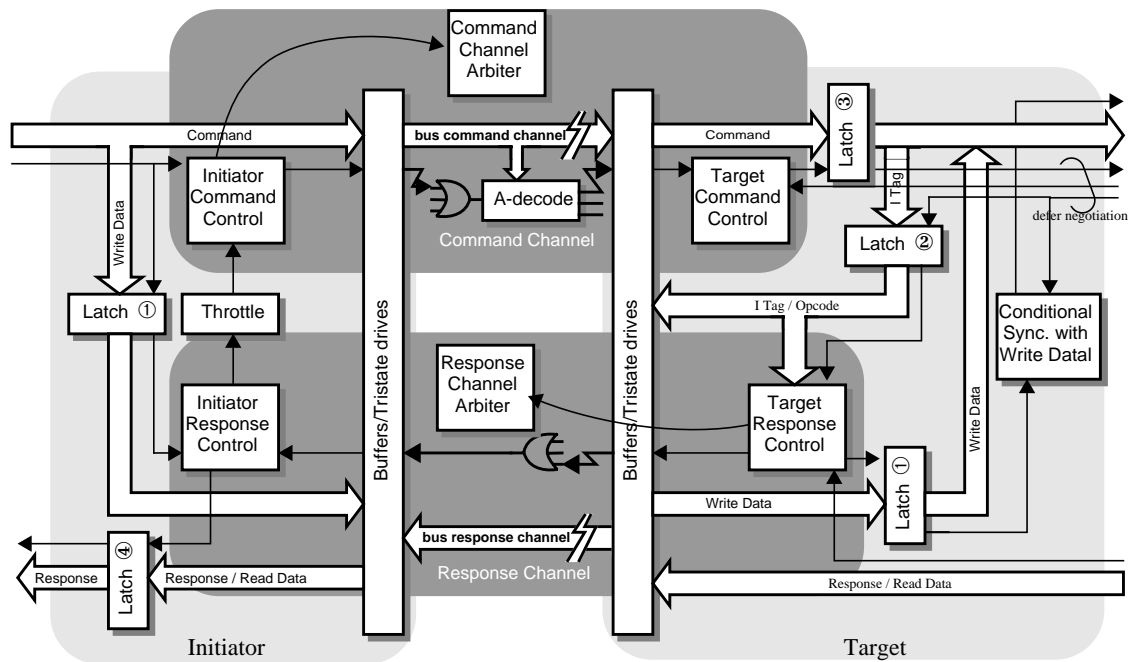 Command
Channel
Arbiter
Command
bus command channel
Command
Latch ③
Initiator
Command
Control
A-decode
Target
Command
Control
I Tag
defer negotiation
Write Data
Command Channel
Latch ②
Latch ①
Throttle
Buffers/Tristate drives
Buffers/Tristate drives
I Tag / Opcode
Conditional
Sync. with
Write Datal
Initiator
Response
Control
Response
Channel
Arbiter
Target
Response
Control
Write Data
Write Data
Latch ①
bus response channel
Response Channel
Response
Latch ④
Response / Read Data
Response / Read Data
Initiator
Target